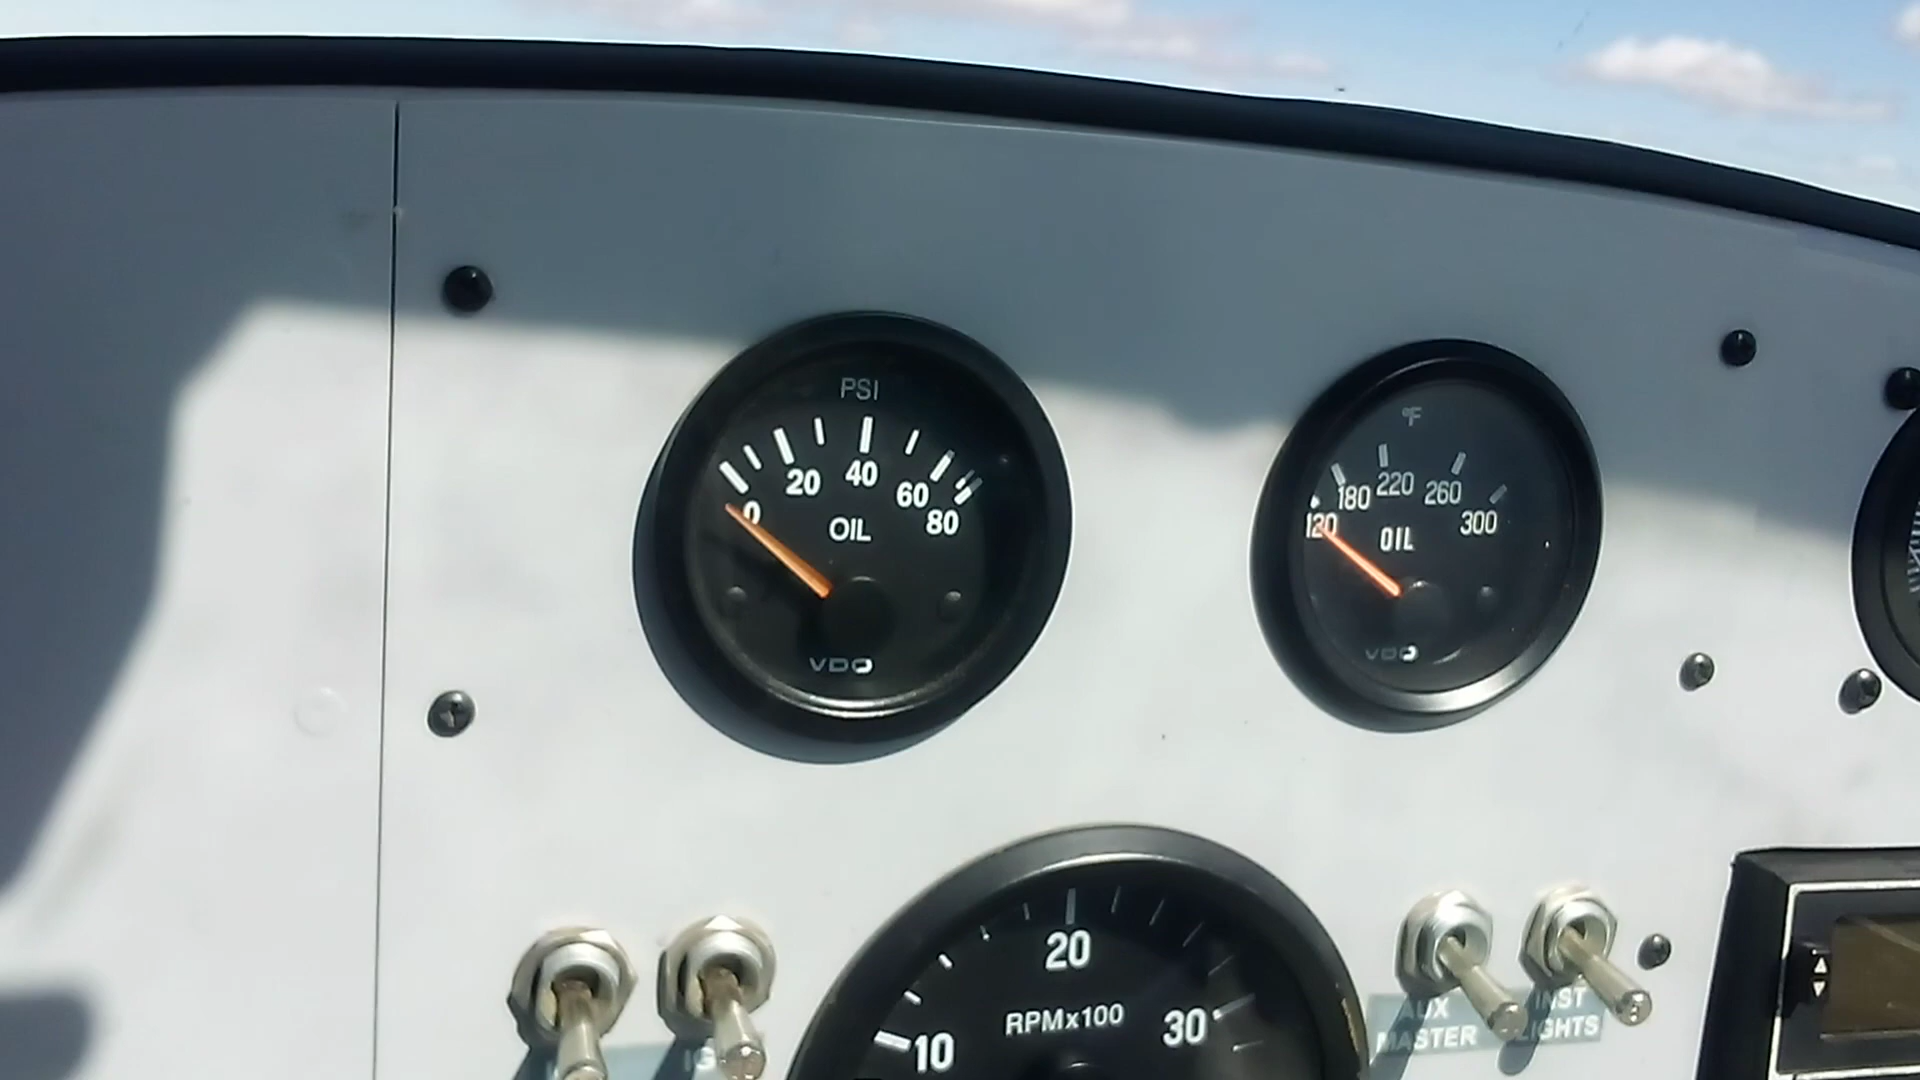 PSI
0 20 40 60 80
OIL
VDO
°F
120 180 220 260 300
OIL
VDO
10 20 30
RPMx100
AUX
MASTER
INST
LIGHTS